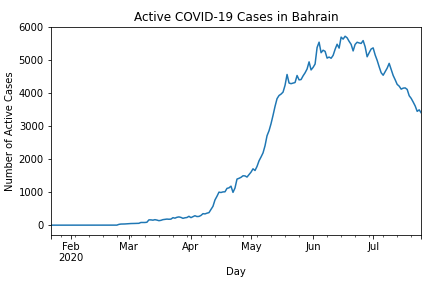 Active COVID-19 Cases in Bahrain
Number of Active Cases
6000
5000
4000
3000
2000
1000
0
Feb Mar Apr May Jun Jul
2020
Day